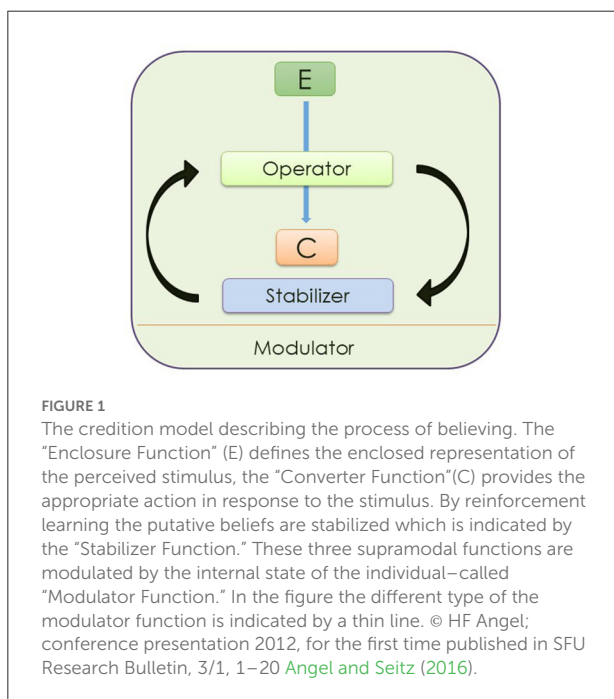 E
Operator
C
Stabilizer
Modulator
FIGURE 1
The credition model describing the process of believing. The
“Enclosure Function” (E) defines the enclosed representation of
the perceived stimulus, the “Converter Function”(C) provides the
appropriate action in response to the stimulus. By reinforcement
learning the putative beliefs are stabilized which is indicated by
the “Stabilizer Function.” These three supramodal functions are
modulated by the internal state of the individual–called
“Modulator Function.” In the figure the different type of the
modulator function is indicated by a thin line. © HF Angel;
conference presentation 2012, for the first time published in SFU
Research Bulletin, 3/1, 1–20 Angel and Seitz (2016).